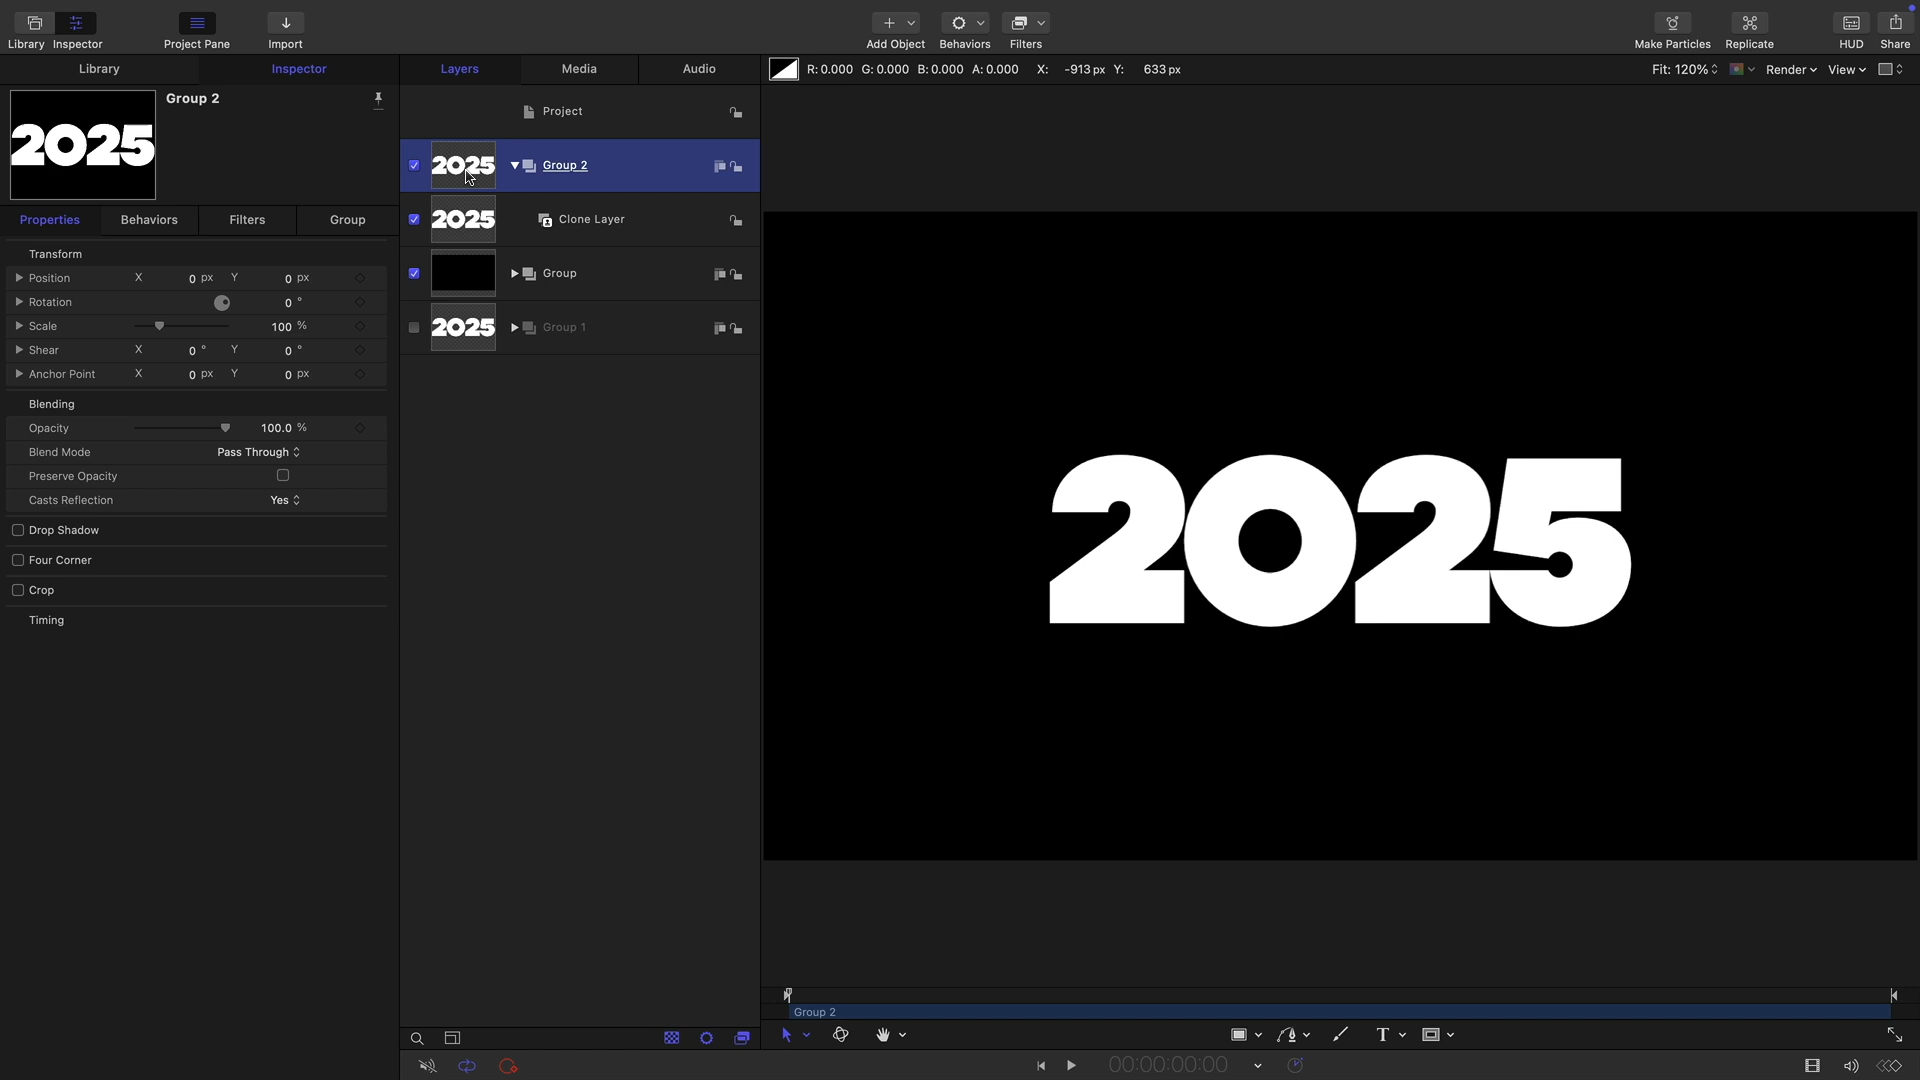 Library Inspector Project Pane Import Add Object Behaviors Filters Make Particles Replicate HUD Share
Library Inspector
Layers Media Audio
R: 0.000 G: 0.000 B: 0.000 A: 0.000 X: -913 px Y: 633 px
Fit: 120% Render View
2025
Group 2
Properties Behaviors Filters Group
Transform
Position X 0 px Y 0 px
Rotation 0 °
Scale 100 %
Shear X 0 ° Y 0 °
Anchor Point X 0 px Y 0 px
Blending
Opacity 100.0 %
Blend Mode Pass Through
Preserve Opacity
Casts Reflection Yes
Drop Shadow
Four Corner
Crop
Timing
Project
2025 Group 2
2025 Clone Layer
Group
2025 Group 1
2025
Group 2
T
00:00:00:00